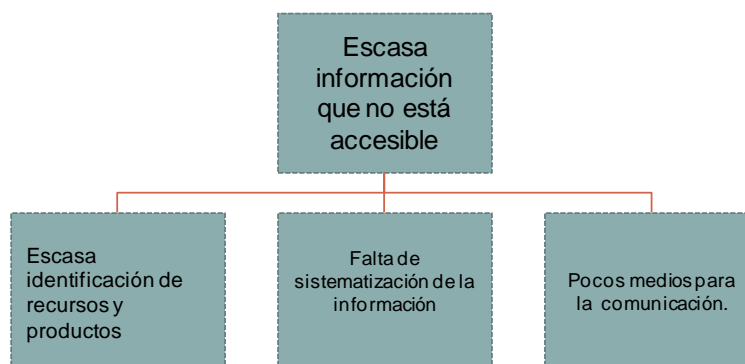 Escasa
información
que no está
accesible
Escasa
identificación de
recursos y
productos
Falta de
sistematización de la
información
Pocos medios para
la comunicación.